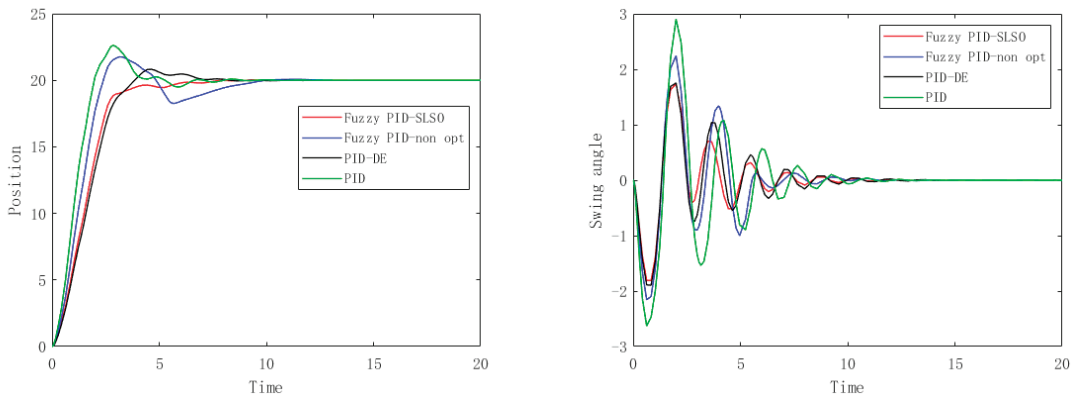 25
20
15
10
5
0
Position
0 5 10 15 20
Time
Fuzzy PID-SLSO
Fuzzy PID-non opt
PID-DE
PID
3
2
1
0
-1
-2
-3
Swing angle
0 5 10 15 20
Time
Fuzzy PID-SLSO
Fuzzy PID-non opt
PID-DE
PID